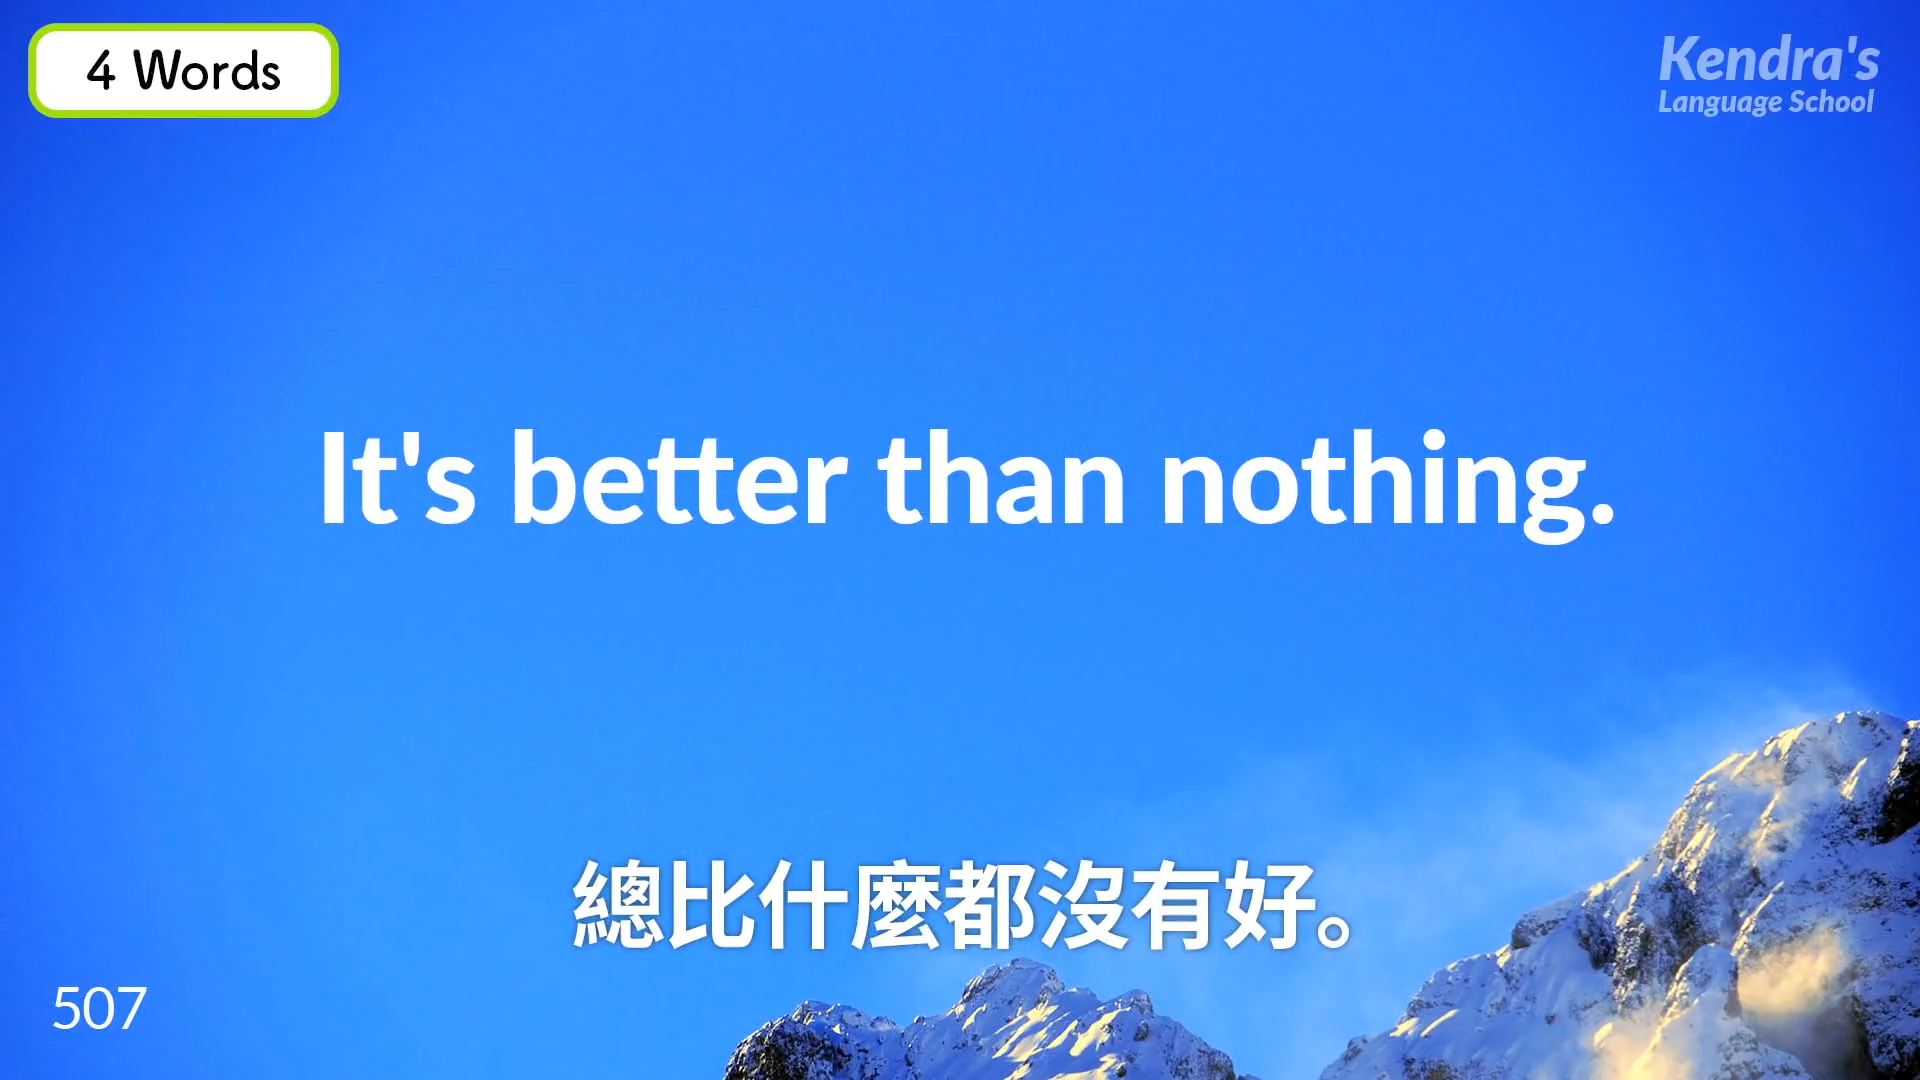 4 Words
Kendra's
Language School
It's better than nothing.
總比什麼都沒有好。
507